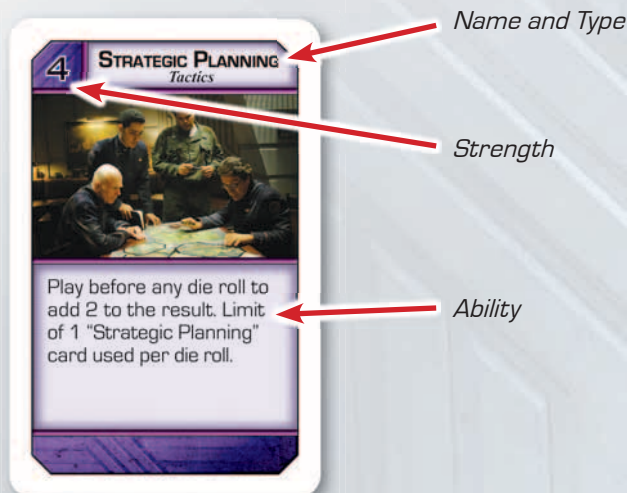 Name and Type
4
STRATEGIC PLANNING
Tactics
Strength
Play before any die roll to
add 2 to the result. Limit
of 1 “Strategic Planning”
card used per die roll.
Ability